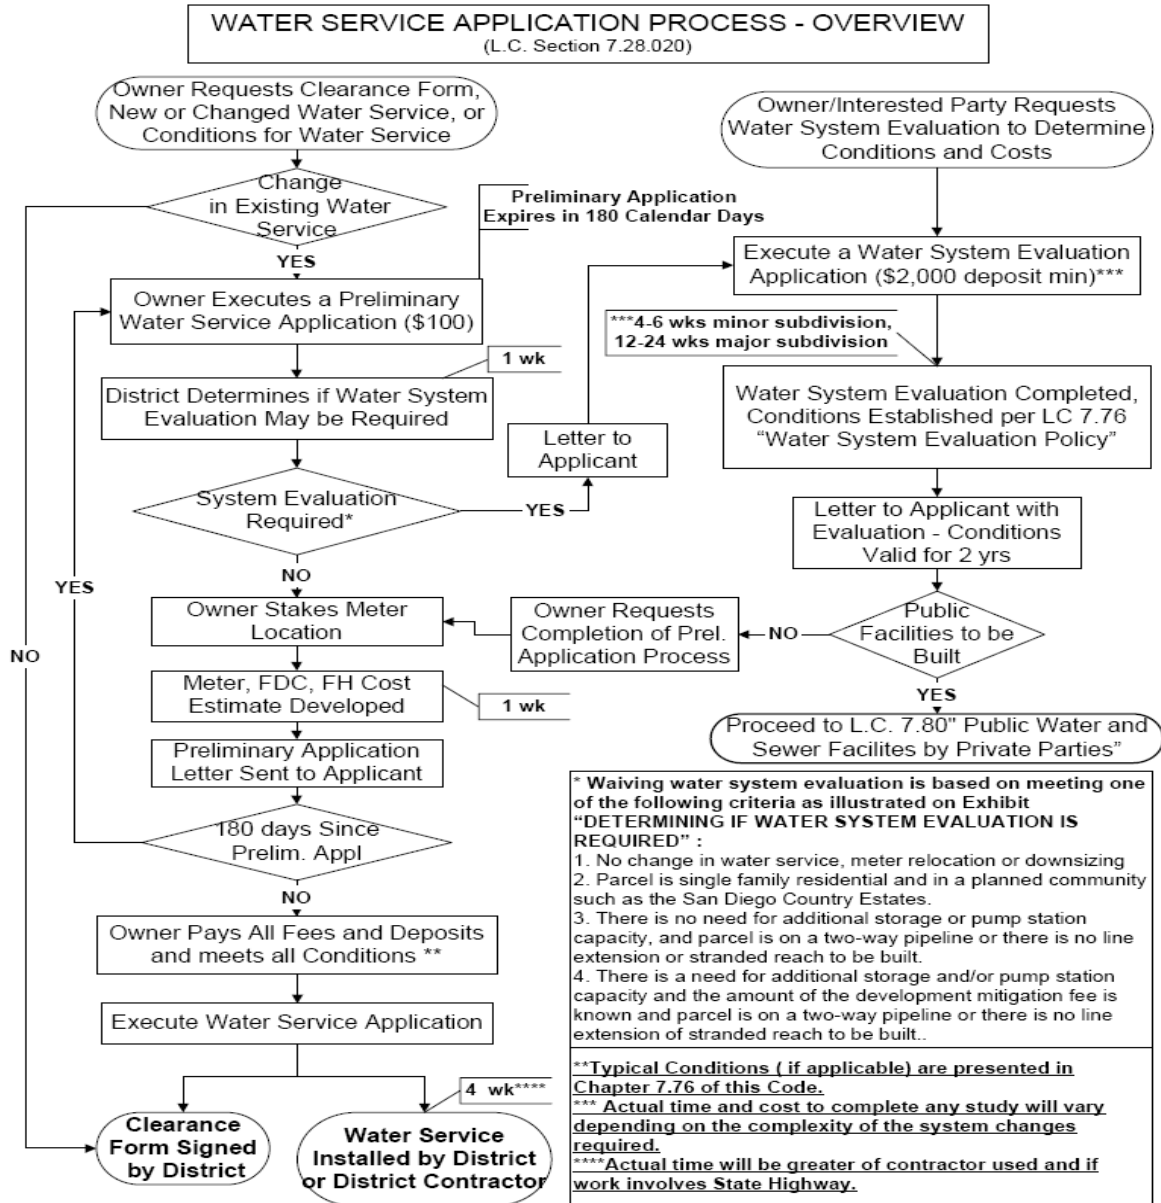 WATER SERVICE APPLICATION PROCESS - OVERVIEW
(L.C. Section 7.28.020)
Owner Requests Clearance Form,
New or Changed Water Service, or
Conditions for Water Service
Change
in Existing Water
Service
YES
NO
Preliminary Application
Expires in 180 Calendar Days
Owner Executes a Preliminary
Water Service Application ($100)
1 wk
District Determines if Water System
Evaluation May be Required
System Evaluation
Required*
YES
Letter to
Applicant
NO
Owner Stakes Meter
Location
Meter, FDC, FH Cost
Estimate Developed
1 wk
Preliminary Application
Letter Sent to Applicant
180 days Since
Prelim. Appl
YES
NO
Owner Pays All Fees and Deposits
and meets all Conditions **
Execute Water Service Application
Clearance
Form Signed
by District
4 wk****
Water Service
Installed by District
or District Contractor
Owner/Interested Party Requests
Water System Evaluation to Determine
Conditions and Costs
Execute a Water System Evaluation
Application ($2,000 deposit min)***
***4-6 wks minor subdivision,
12-24 wks major subdivision
Water System Evaluation Completed,
Conditions Established per LC 7.76
“Water System Evaluation Policy”
Letter to Applicant with
Evaluation - Conditions
Valid for 2 yrs
Public
Facilities to be
Built
NO
Owner Requests
Completion of Prel.
Application Process
YES
Proceed to L.C. 7.80" Public Water and
Sewer Facilites by Private Parties”
* Waiving water system evaluation is based on meeting one
of the following criteria as illustrated on Exhibit
“DETERMINING IF WATER SYSTEM EVALUATION IS
REQUIRED” :
1. No change in water service, meter relocation or downsizing
2. Parcel is single family residential and in a planned community
such as the San Diego Country Estates.
3. There is no need for additional storage or pump station
capacity, and parcel is on a two-way pipeline or there is no line
extension or stranded reach to be built.
4. There is a need for additional storage and/or pump station
capacity and the amount of the development mitigation fee is
known and parcel is on a two-way pipeline or there is no line
extension of stranded reach to be built..
**Typical Conditions ( if applicable) are presented in
Chapter 7.76 of this Code.
*** Actual time and cost to complete any study will vary
depending on the complexity of the system changes
required.
****Actual time will be greater of contractor used and if
work involves State Highway.